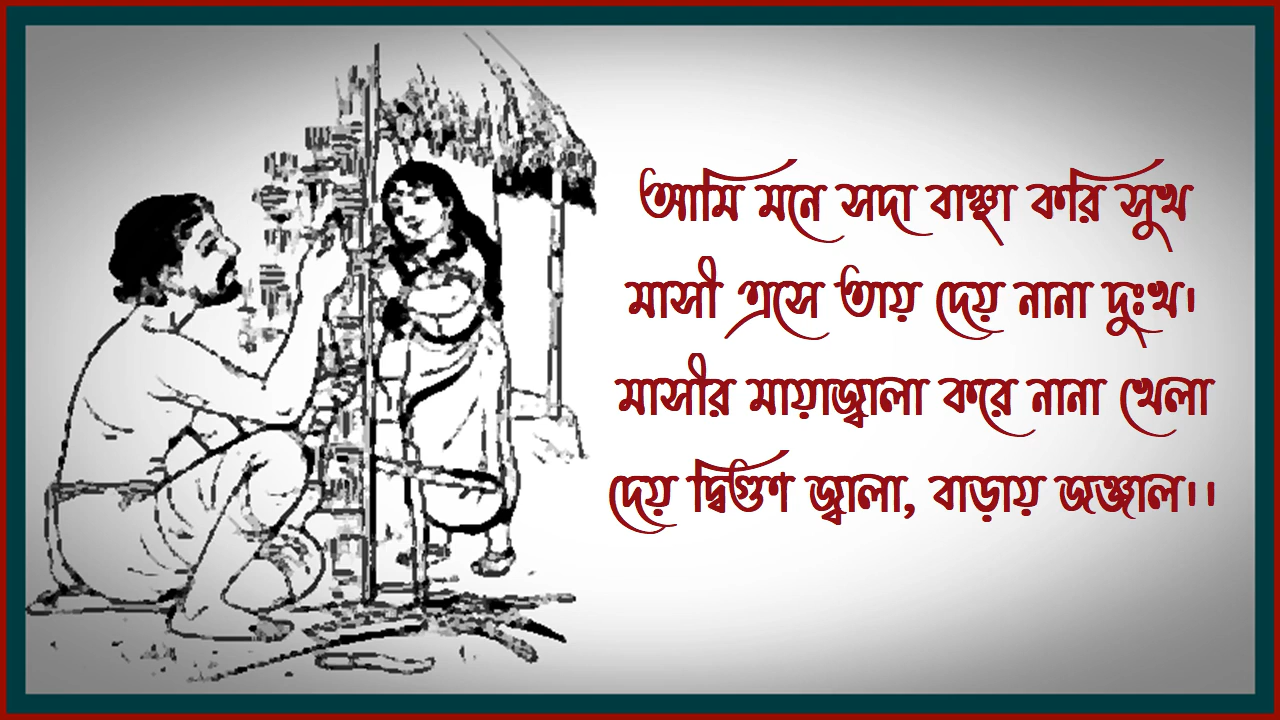 আমি মনে সদা বাঞ্ছা করি সুখ
মাসী এসে তায় দেয় নানা দুঃখ।
মাসীর মায়াজ্বালা করে নানা খেলা
দেয় দ্বিগুণ জ্বালা, বাড়ায় জঞ্জাল।।